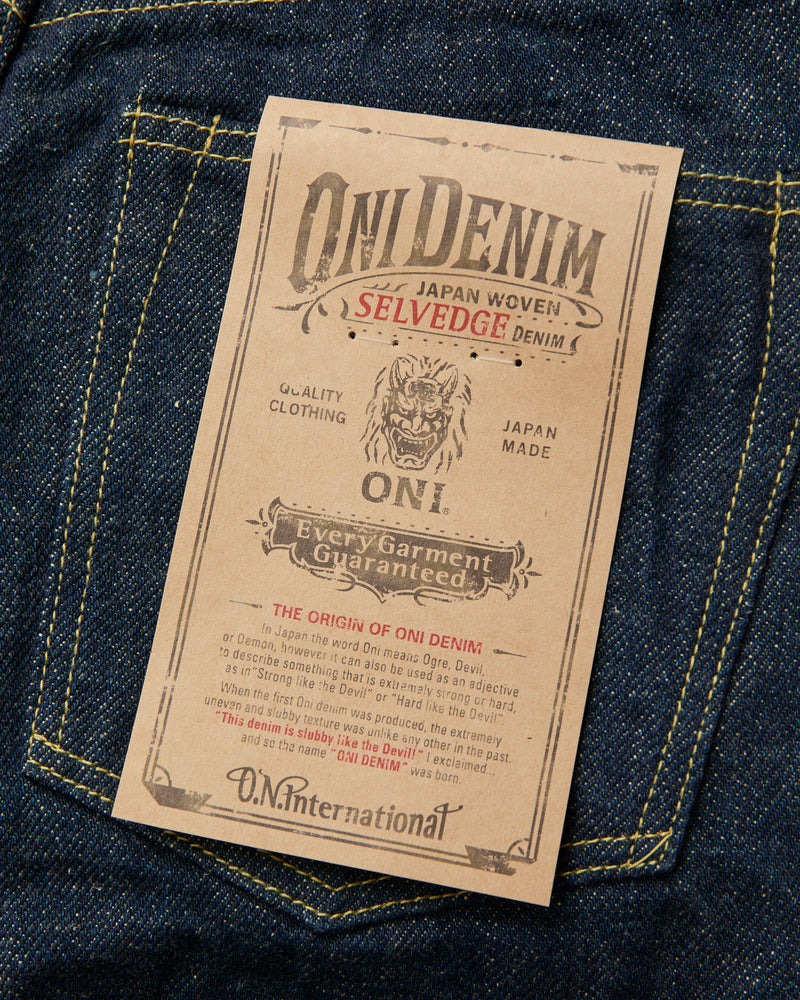 ONI DENIM
JAPAN WOVEN
SELVEDGE DENIM
QUALITY
CLOTHING
JAPAN
MADE
ONI®
Every Garment
Guaranteed
THE ORIGIN OF ONI DENIM
In Japan the word Oni means Ogre, Devil,
or Demon, however it can also be used as an adjective
to describe something that is extremely strong or hard,
as in "Strong like the Devil" or "Hard like the Devil".
When the first Oni denim was produced, the extremely
uneven and slubby texture was unlike any other in the past.
"This denim is slubby like the Devil!" I exclaimed...
and so the name "ONI DENIM" was born.
O.N.International